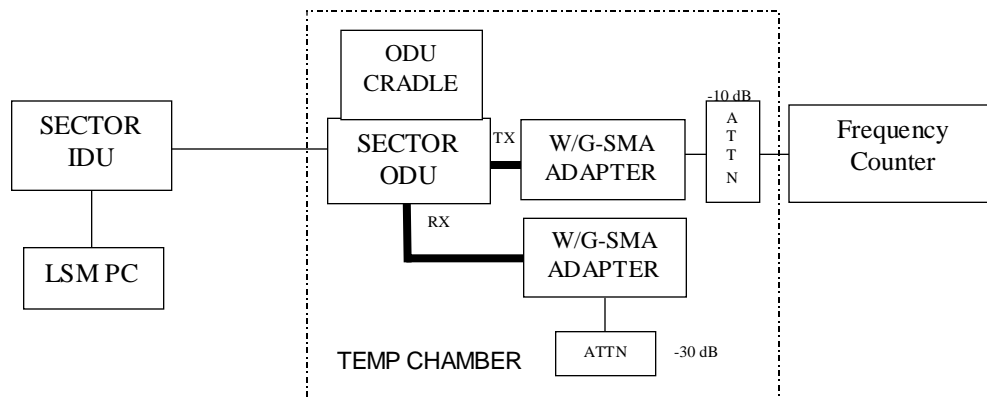 ODU
CRADLE
SECTOR
IDU
SECTOR
ODU
TX
W/G-SMA
ADAPTER
-10 dB
A
T
T
N
Frequency
Counter
LSM PC
RX
W/G-SMA
ADAPTER
ATTN
-30 dB
TEMP CHAMBER